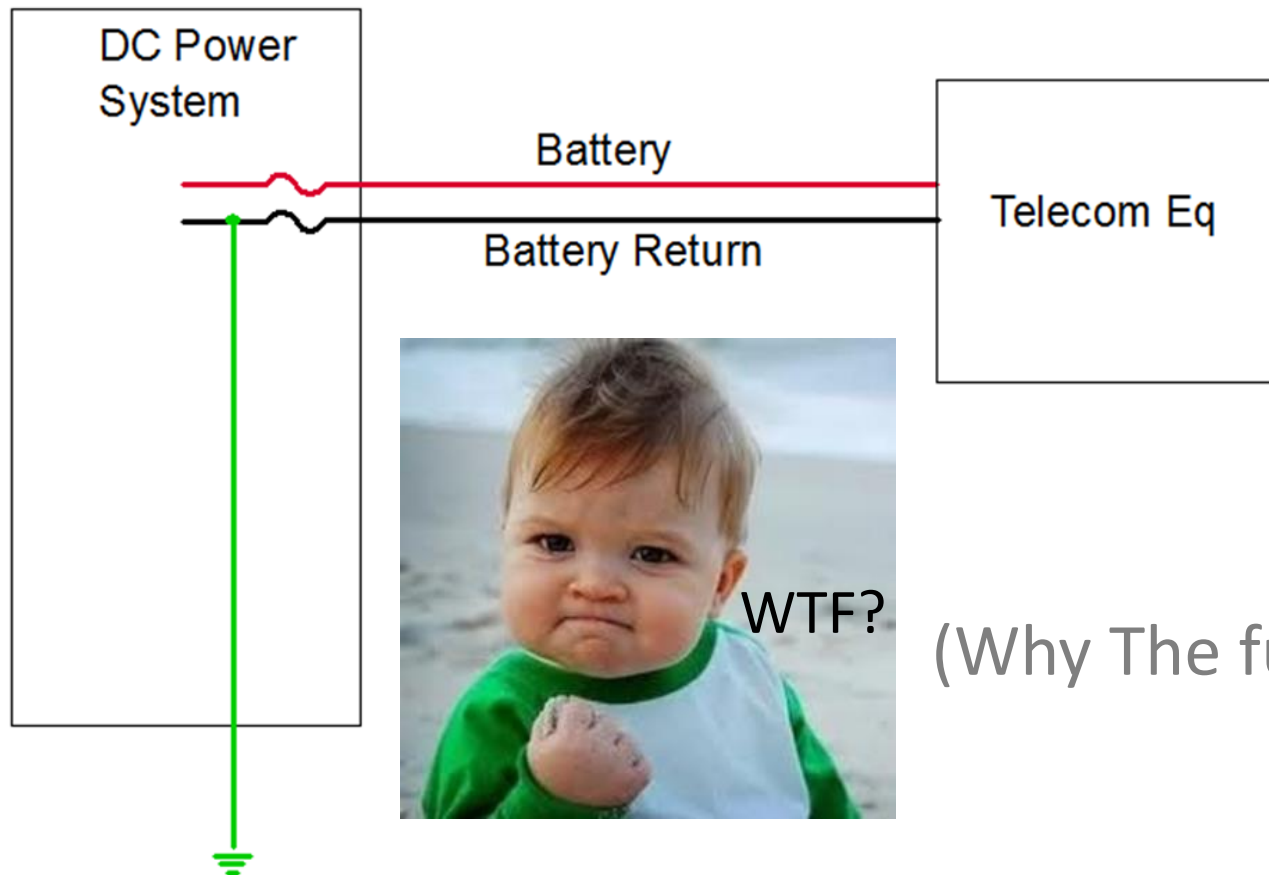 DC Power
System
Battery
Telecom Eq
Battery Return
WTF?
(Why The